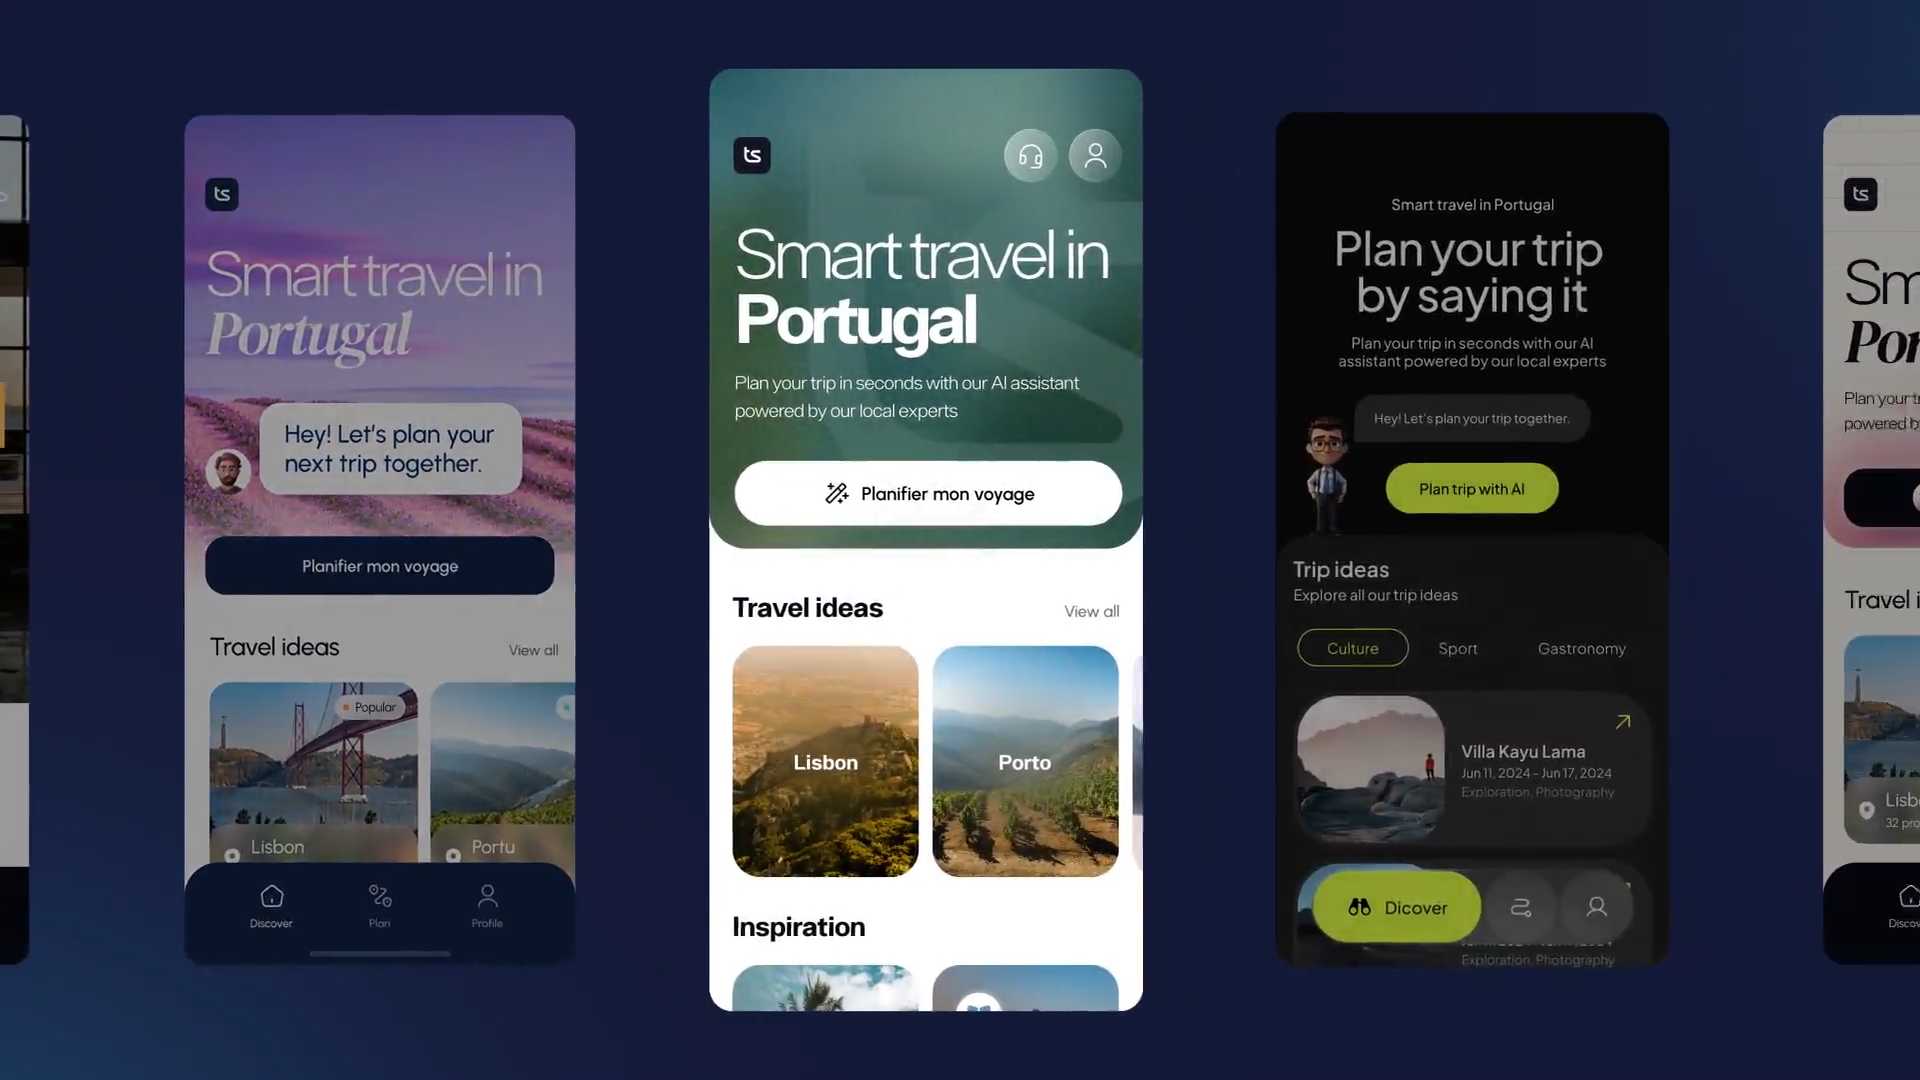 ts
Smart travel in
Portugal
Hey! Let's plan your
next trip together.
Planifier mon voyage
Travel ideas
View all
Popular
Lisbon
Portu
Discover
Plan
Profile
ts
Smart travel in
Portugal
Plan your trip in seconds with our AI assistant
powered by our local experts
Planifier mon voyage
Travel ideas
View all
Lisbon
Porto
Inspiration
Smart travel in Portugal
Plan your trip
by saying it
Plan your trip in seconds with our AI
assistant powered by our local experts
Hey! Let's plan your trip together.
Plan trip with AI
Trip ideas
Explore all our trip ideas
Culture
Sport
Gastronomy
Villa Kayu Lama
Jun 11, 2024 - Jun 17, 2024
Exploration, Photography
Dicover
Exploration, Photography
ts
Sm
Por
Plan your
powered
Travel
Lisb
32 pro
Discov